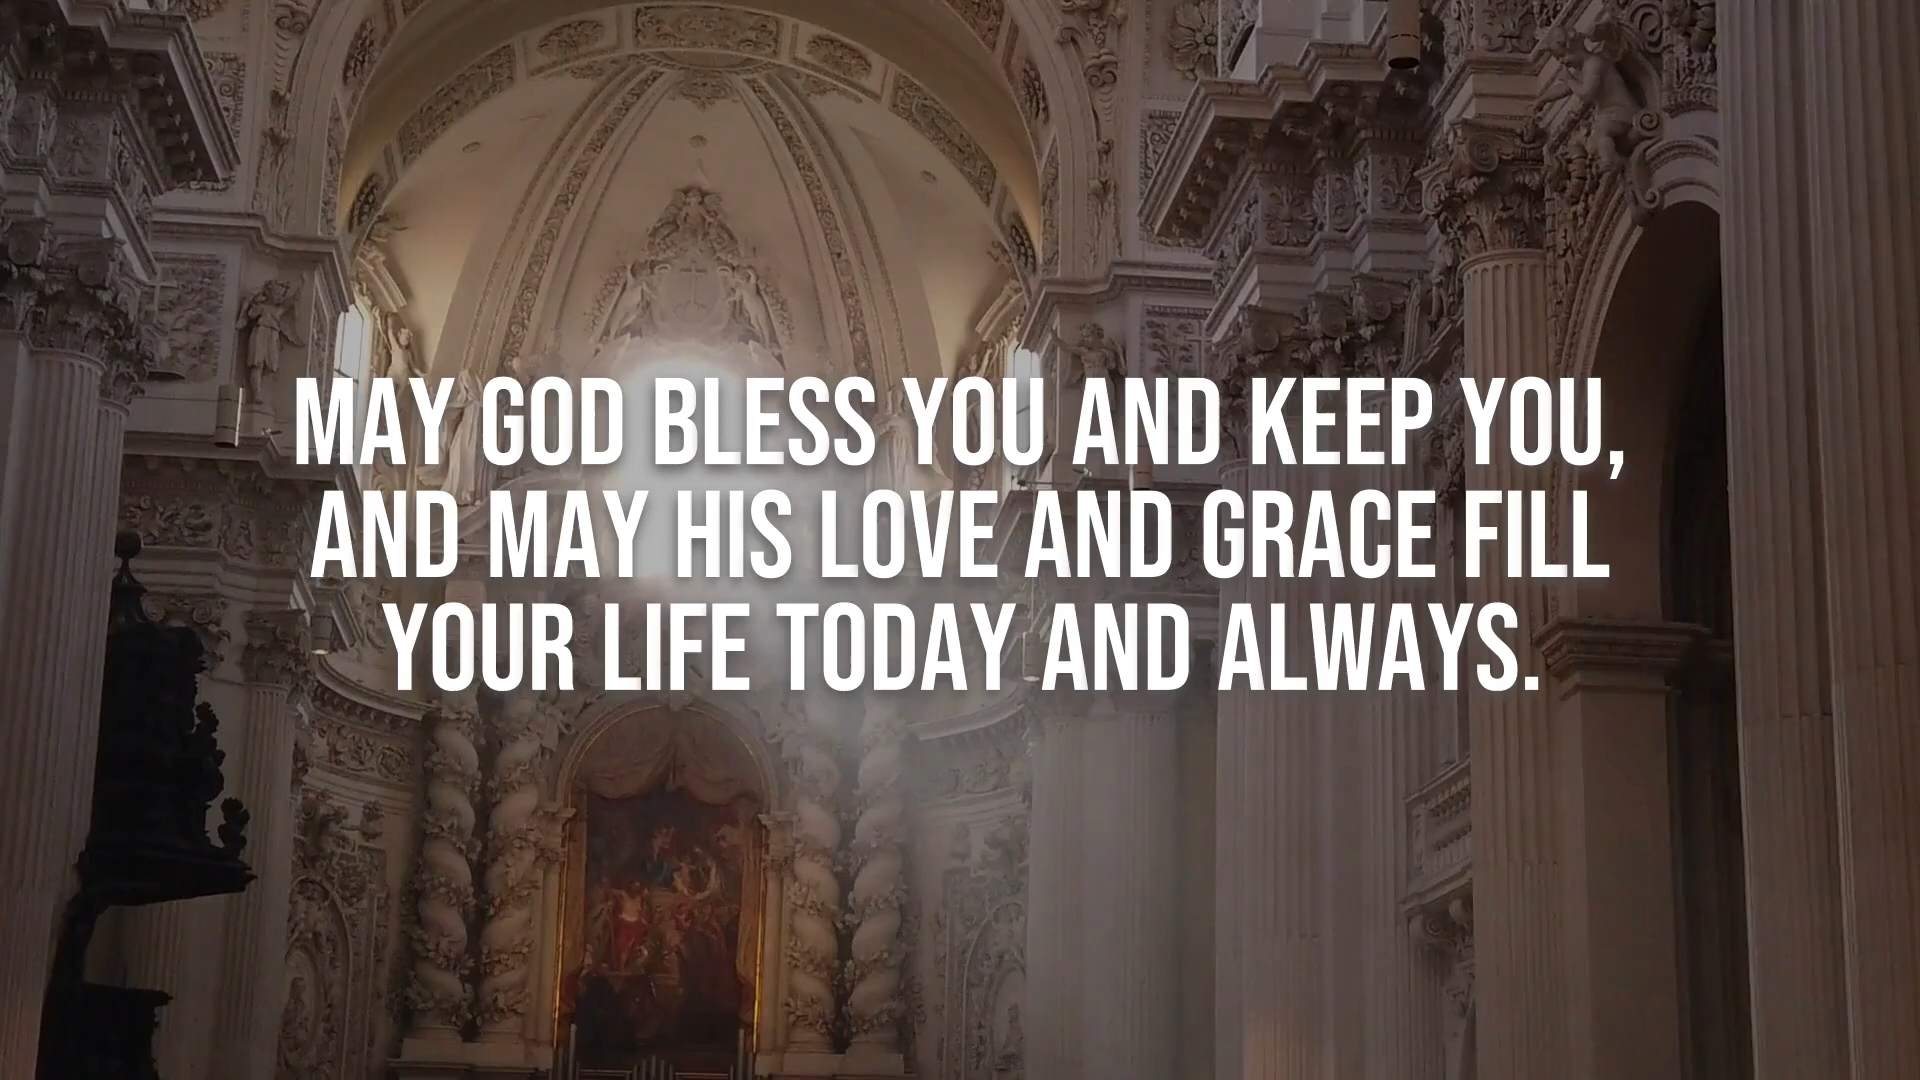 MAY GOD BLESS YOU AND KEEP YOU,
AND MAY HIS LOVE AND GRACE FILL
YOUR LIFE TODAY AND ALWAYS.